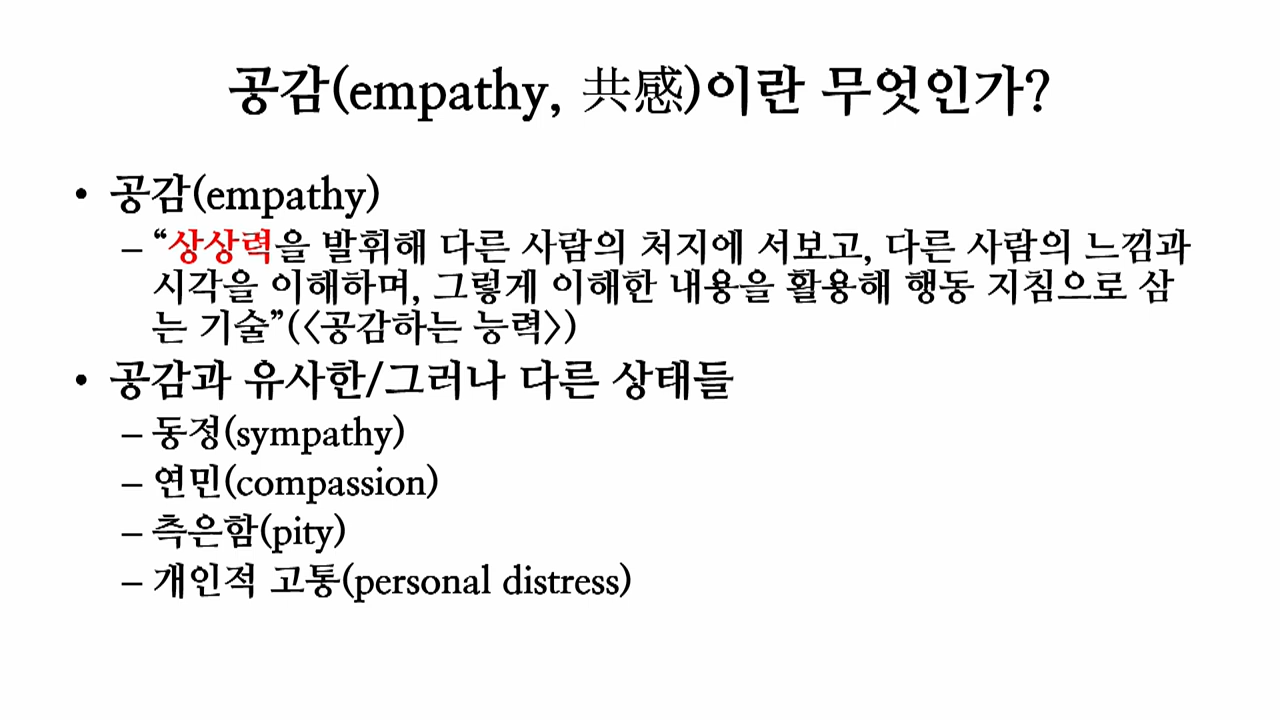 공감(empathy, 共感)이란 무엇인가?
• 공감(empathy)
– “상상력을 발휘해 다른 사람의 처지에 서보고, 다른 사람의 느낌과
시각을 이해하며, 그렇게 이해한 내용을 활용해 행동 지침으로 삼
는 기술”(〈공감하는 능력〉)
• 공감과 유사한/그러나 다른 상태들
– 동정(sympathy)
– 연민(compassion)
– 측은함(pity)
– 개인적 고통(personal distress)